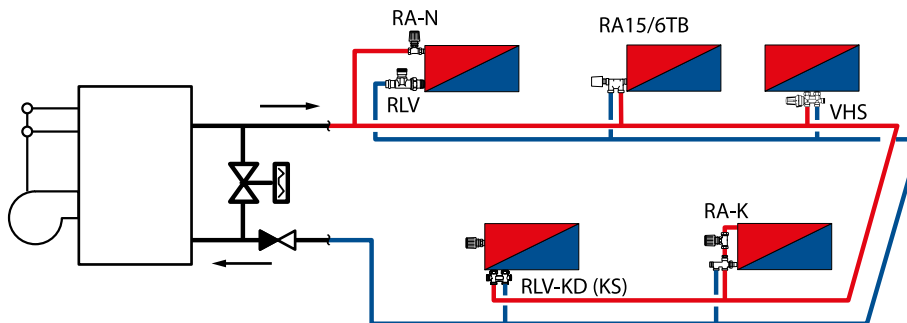 RA-N
RLV
RA15/6TB
VHS
RLV-KD (KS)
RA-K